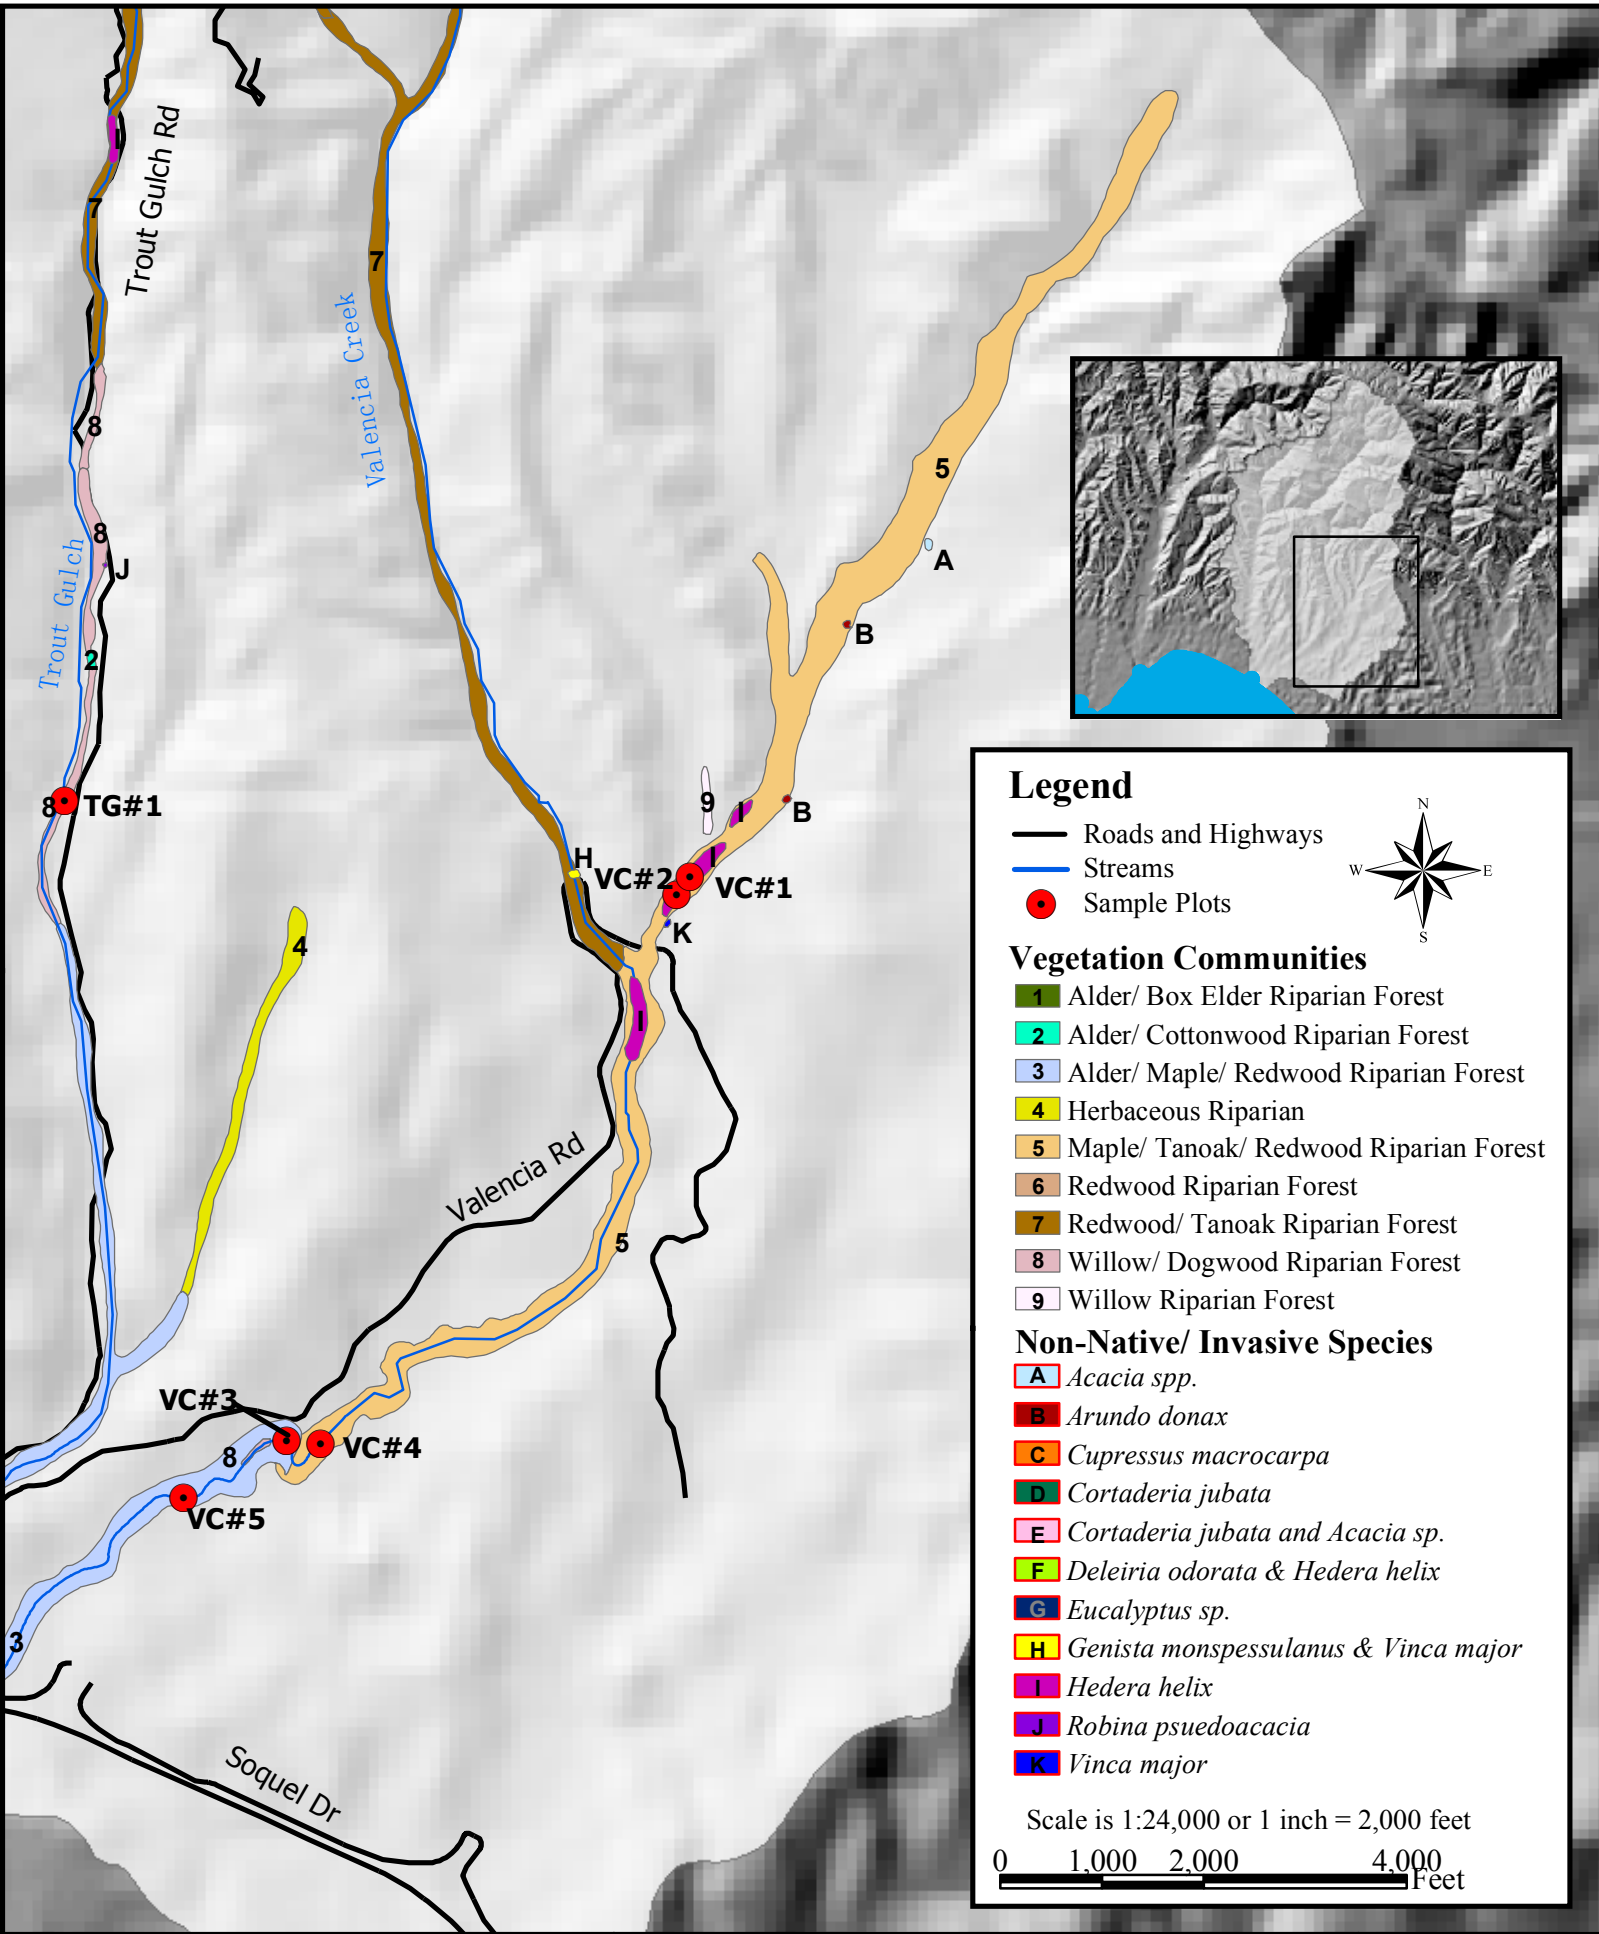 Trout Gulch Rd
I
7
7
Valencia Creek
8
5
8
J
A
Trout Gulch
B
2
9
I
B
8
TG#1
H
I
VC#2
VC#1
K
4
I
Valencia Rd
5
VC#3
VC#4
8
VC#5
3
Soquel Dr
Legend
Roads and Highways
Streams
Sample Plots
N
W
E
S
Vegetation Communities
1 Alder/ Box Elder Riparian Forest
2 Alder/ Cottonwood Riparian Forest
3 Alder/ Maple/ Redwood Riparian Forest
4 Herbaceous Riparian
5 Maple/ Tanoak/ Redwood Riparian Forest
6 Redwood Riparian Forest
7 Redwood/ Tanoak Riparian Forest
8 Willow/ Dogwood Riparian Forest
9 Willow Riparian Forest
Non-Native/ Invasive Species
A Acacia spp.
B Arundo donax
C Cupressus macrocarpa
D Cortaderia jubata
E Cortaderia jubata and Acacia sp.
F Deleiria odorata & Hedera helix
G Eucalyptus sp.
H Genista monspessulanus & Vinca major
I Hedera helix
J Robina psuedoacacia
K Vinca major
Scale is 1:24,000 or 1 inch = 2,000 feet
0 1,000 2,000 4,000
Feet